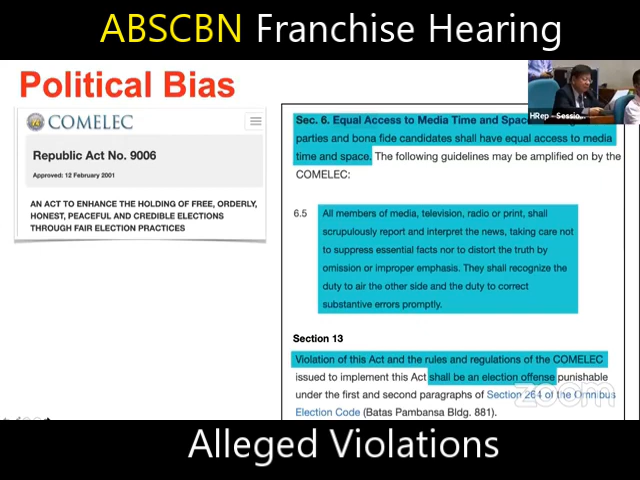 ABSCBN Franchise Hearing
Political Bias
COMELEC
Republic Act No. 9006
Approved: 12 February 2001
AN ACT TO ENHANCE THE HOLDING OF FREE, ORDERLY,
HONEST, PEACEFUL AND CREDIBLE ELECTIONS
THROUGH FAIR ELECTION PRACTICES
Sec. 6. Equal Access to Media Time and Space
parties and bona fide candidates shall have equal access to media
time and space. The following guidelines may be amplified on by the
COMELEC:
6.5 All members of media, television, radio or print, shall
scrupulously report and interpret the news, taking care not
to suppress essential facts nor to distort the truth by
omission or improper emphasis. They shall recognize the
duty to air the other side and the duty to correct
substantive errors promptly.
Section 13
Violation of this Act and the rules and regulations of the COMELEC
issued to implement this Act shall be an election offense punishable
under the first and second paragraphs of Section 264 of the Omnibus
Election Code (Batas Pambansa Bldg. 881).
HRep - Sessio...
zoom
Alleged Violations